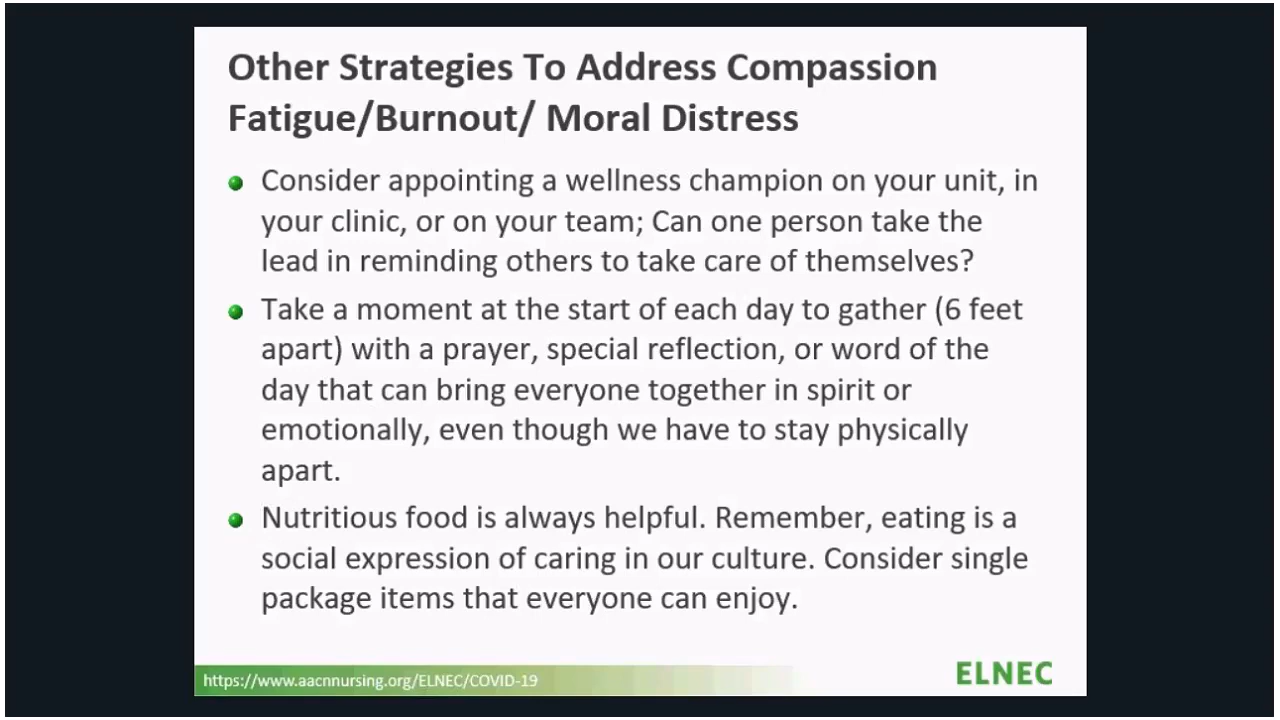 Other Strategies To Address Compassion
Fatigue/Burnout/ Moral Distress
Consider appointing a wellness champion on your unit, in
your clinic, or on your team; Can one person take the
lead in reminding others to take care of themselves?
Take a moment at the start of each day to gather (6 feet
apart) with a prayer, special reflection, or word of the
day that can bring everyone together in spirit or
emotionally, even though we have to stay physically
apart.
Nutritious food is always helpful. Remember, eating is a
social expression of caring in our culture. Consider single
package items that everyone can enjoy.
https://www.aacnnursing.org/ELNEC/COVID-19
ELNEC